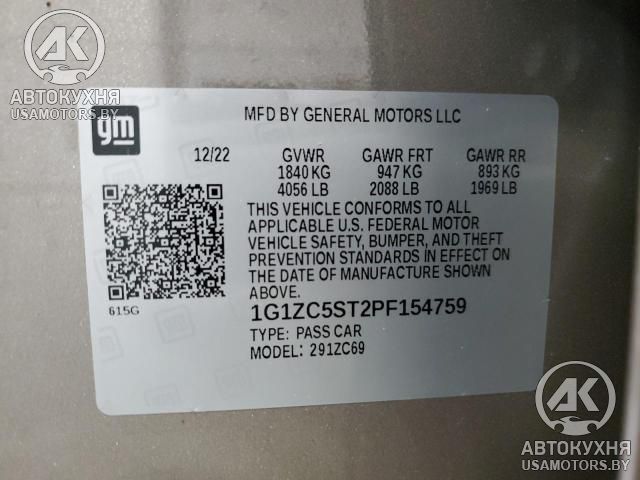 AK
АВТОКУХНЯ
USAMOTORS.BY
gm
MFD BY GENERAL MOTORS LLC
12/22 GVWR GAWR FRT GAWR RR
1840 KG 947 KG 893 KG
4056 LB 2088 LB 1969 LB
THIS VEHICLE CONFORMS TO ALL
APPLICABLE U.S. FEDERAL MOTOR
VEHICLE SAFETY, BUMPER, AND THEFT
PREVENTION STANDARDS IN EFFECT ON
THE DATE OF MANUFACTURE SHOWN
ABOVE.
615G
1G1ZC5ST2PF154759
TYPE: PASS CAR
MODEL: 291ZC69
AK
АВТОКУХНЯ
USAMOTORS.BY